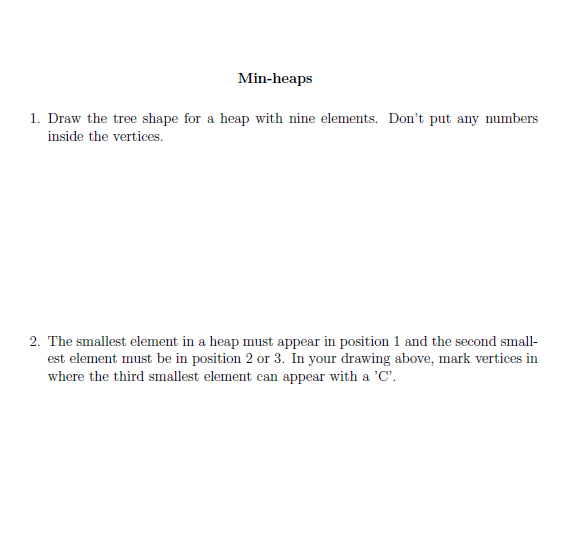 Min-heaps
1. Draw the tree shape for a heap with nine elements. Don't put any numbers
inside the vertices.
2. The smallest element in a heap must appear in position 1 and the second small-
est element must be in position 2 or 3. In your drawing above, mark vertices in
where the third smallest element can appear with a 'C'.